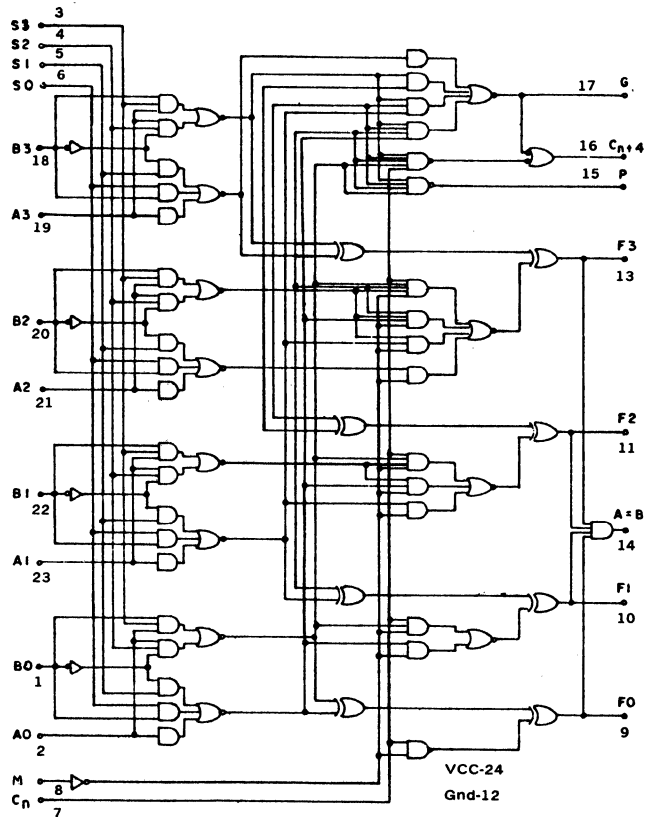 S3 3
S2 4
S1 5
S0 6
17 G
16 Cn+4
15 P
B3
18
A3
19
F3
13
B2
20
A2
21
F2
11
B1
22
A=B
14
A1
23
F1
10
B0
1
A0
2
F0
9
M 8
Cn 7
VCC-24
Gnd-12